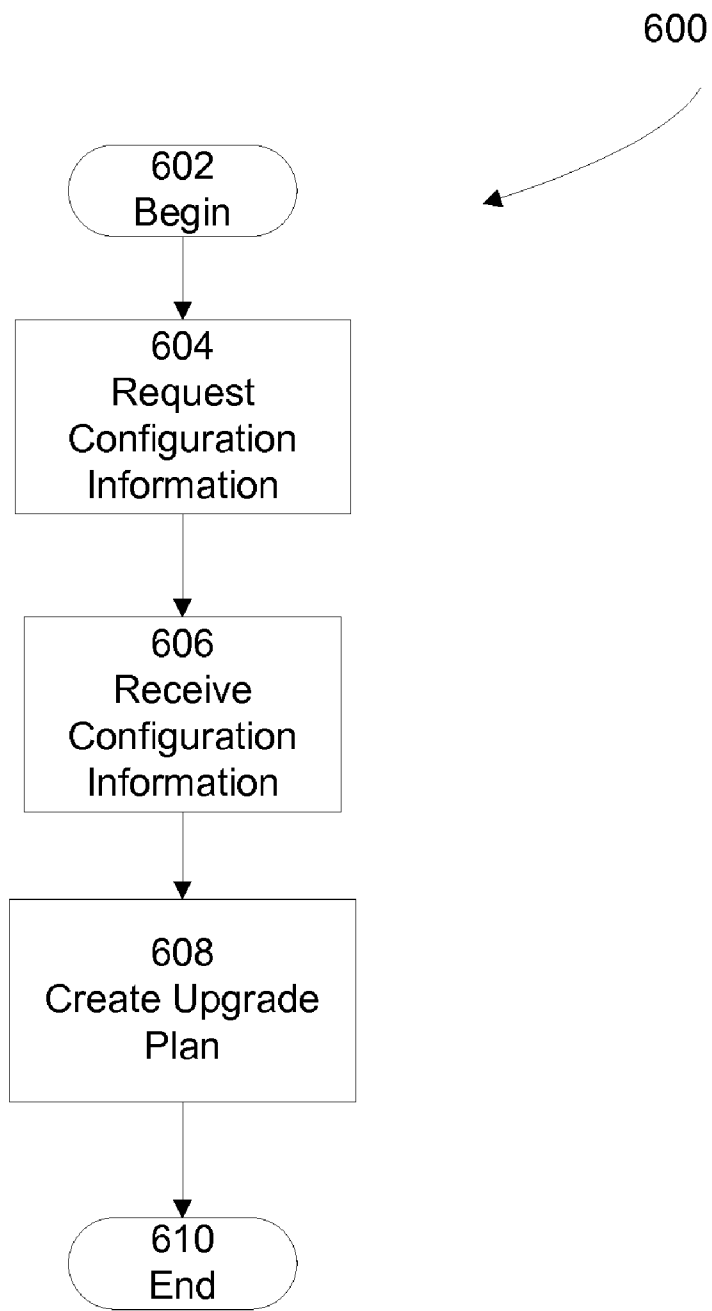 600
602
Begin
604
Request
Configuration
Information
606
Receive
Configuration
Information
608
Create Upgrade
Plan
610
End